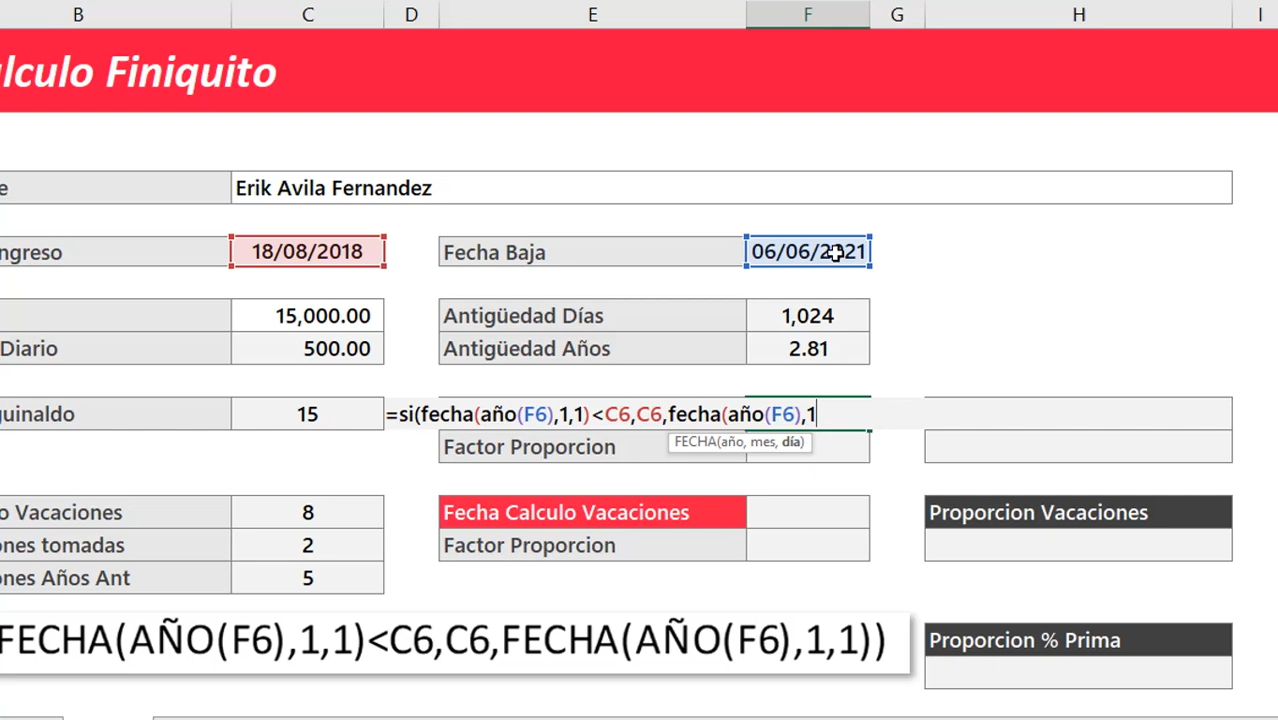 B C D E F G H I
lculo Finiquito
e Erik Avila Fernandez
ngreso 18/08/2018 Fecha Baja 06/06/2021
15,000.00 Antigüedad Días 1,024
Diario 500.00 Antigüedad Años 2.81
guinaldo 15 =si(fecha(año(F6),1,1)<C6,C6,fecha(año(F6),1
Factor Proporcion FECHA(año, mes, día)
o Vacaciones 8 Fecha Calculo Vacaciones Proporcion Vacaciones
ones tomadas 2 Factor Proporcion
ones Años Ant 5
FECHA(AÑO(F6),1,1)<C6,C6,FECHA(AÑO(F6),1,1)) Proporcion % Prima